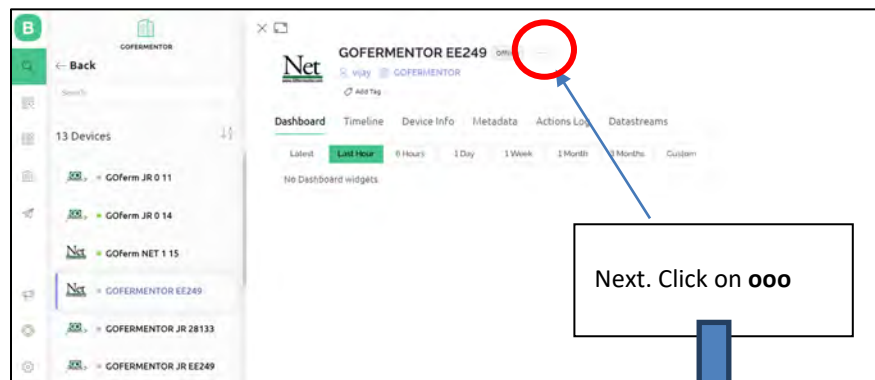 B
GOFERMENTOR
← Back
Search
13 Devices
GOferm JR 0 11
GOferm JR 0 14
Net GOferm NET 1 15
Net GOFERMENTOR EE249
GOFERMENTOR JR 28133
GOFERMENTOR JR EE249
Net
GOFERMENTOR EE249
vijay GOFERMENTOR
Add Tag
Dashboard Timeline Device Info Metadata Actions Log Datastreams
Latest Last Hour 6 Hours 1 Day 1 Week 1 Month 3 Months Custom
No Dashboard widgets
Next. Click on ooo